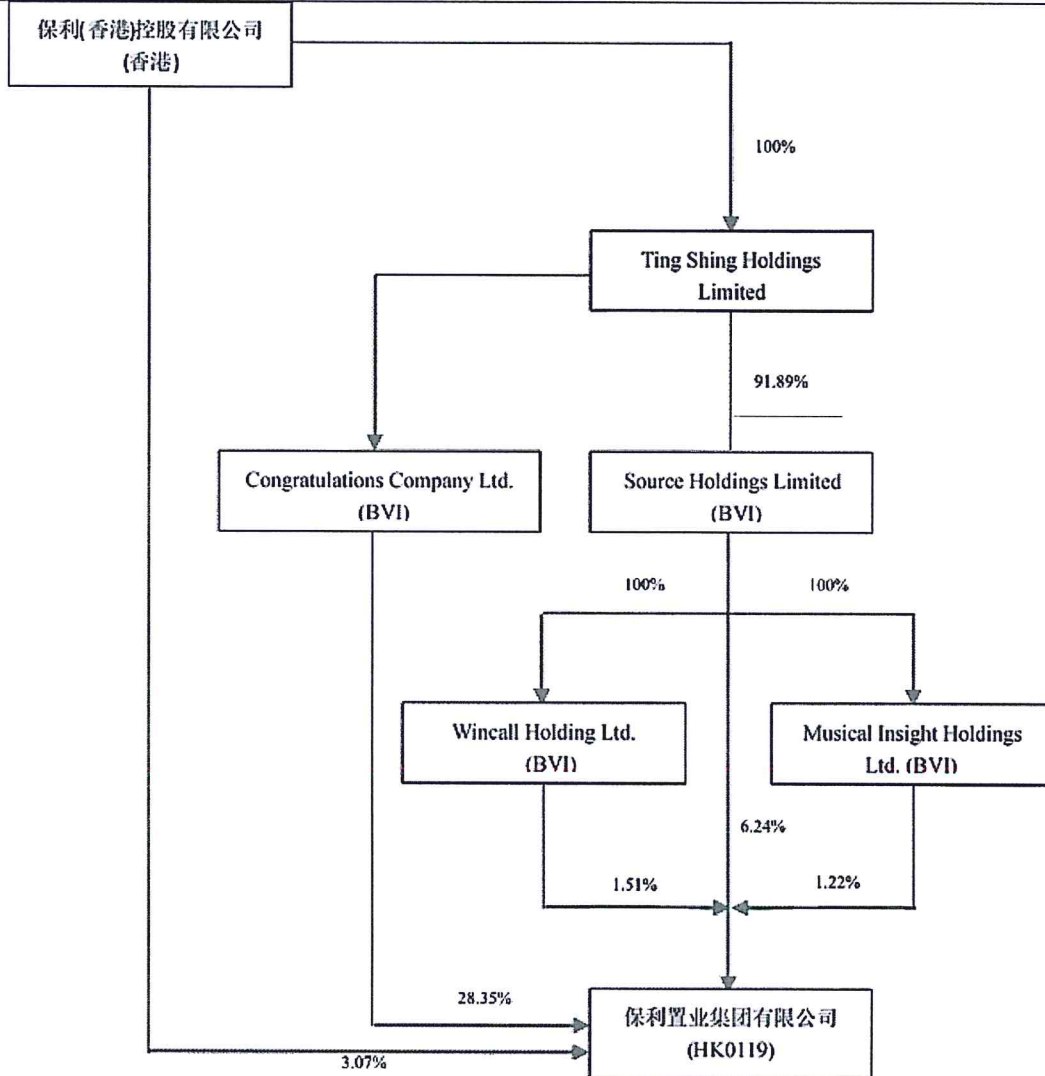 保利(香港)控股有限公司
(香港)
100%
Ting Shing Holdings
Limited
91.89%
Congratulations Company Ltd.
(BVI)
Source Holdings Limited
(BVI)
100%
100%
Wincall Holding Ltd.
(BVI)
Musical Insight Holdings
Ltd. (BVI)
6.24%
1.51%
1.22%
28.35%
保利置业集团有限公司
(HK0119)
3.07%